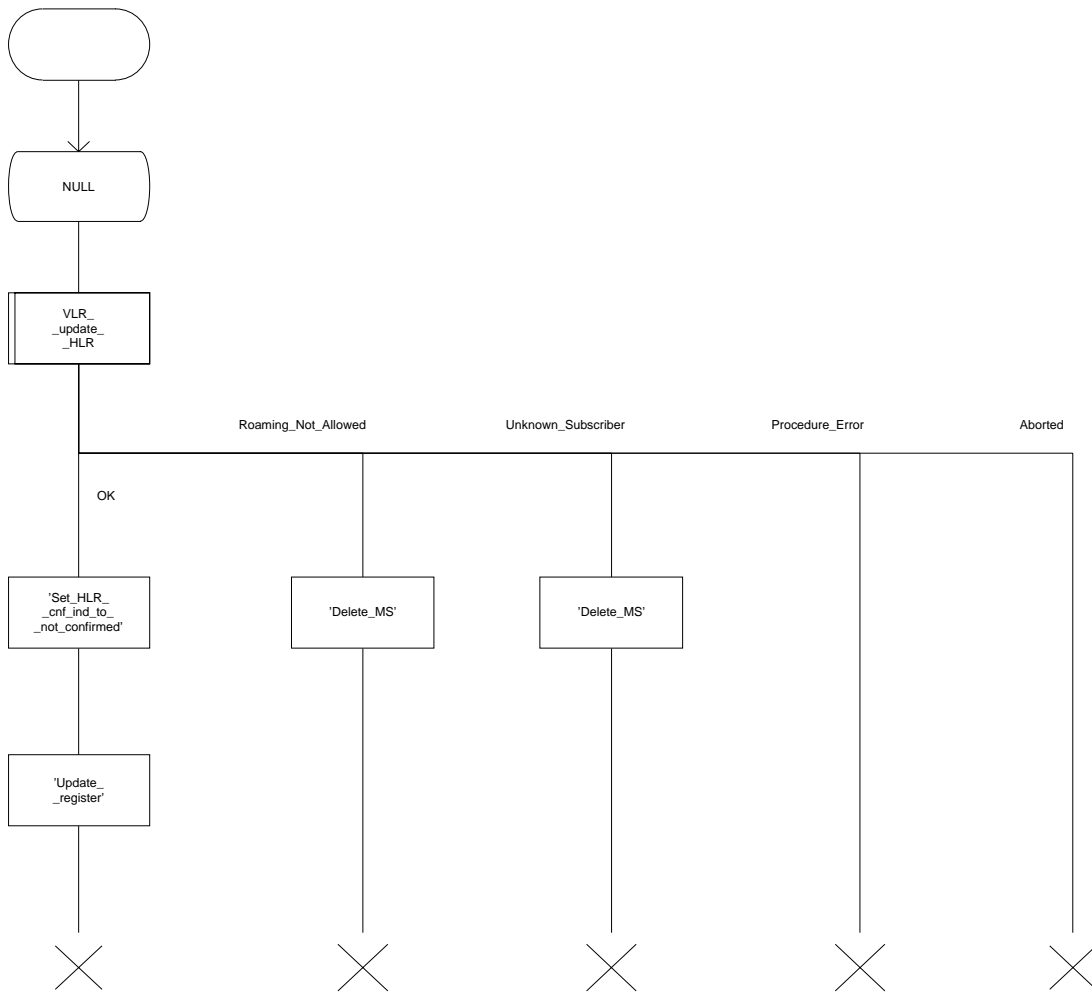 NULL
VLR_
_update_
_HLR
Roaming_Not_Allowed
Unknown_Subscriber
Procedure_Error
Aborted
OK
'Set_HLR_
_cnf_ind_to_
_not_confirmed'
'Delete_MS'
'Delete_MS'
'Update_
_register'